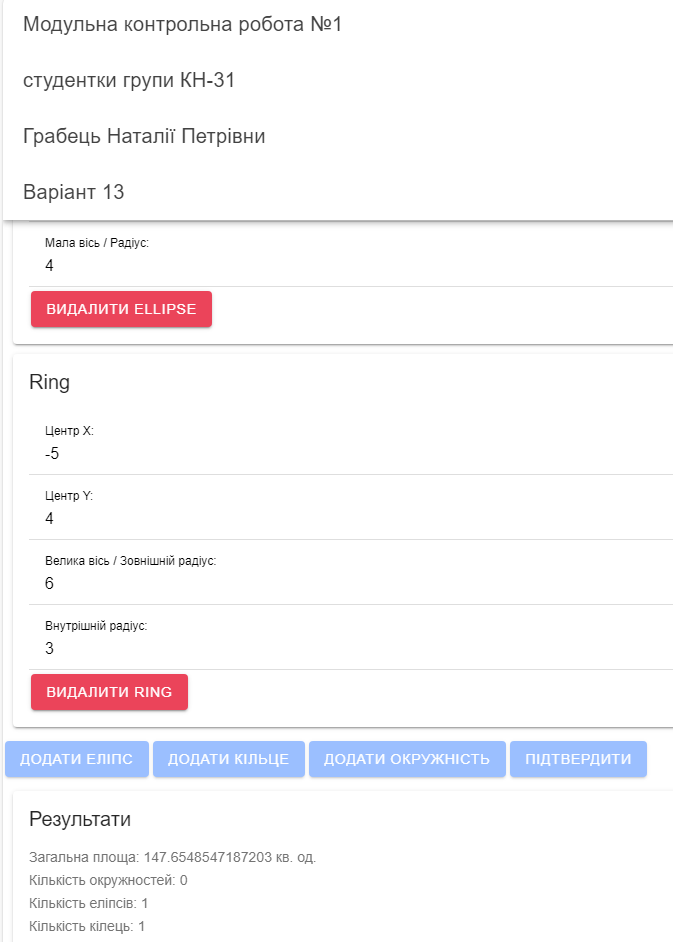 Модульна контрольна робота №1
студентки групи КН-31
Грабець Наталії Петрівни
Варіант 13
Мала вісь / Радіус:
4
ВИДАЛИТИ ELLIPSE
Ring
Центр X:
-5
Центр Y:
4
Велика вісь / Зовнішній радіус:
6
Внутрішній радіус:
3
ВИДАЛИТИ RING
ДОДАТИ ЕЛІПС ДОДАТИ КІЛЬЦЕ ДОДАТИ ОКРУЖНІСТЬ ПІДТВЕРДИТИ
Результати
Загальна площа: 147.6548547187203 кв. од.
Кількість окружностей: 0
Кількість еліпсів: 1
Кількість кілець: 1